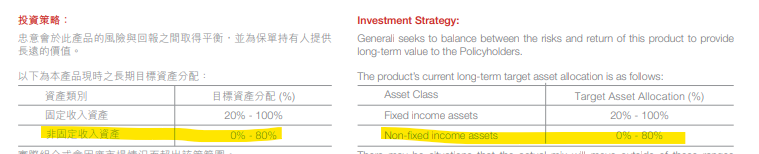 投資策略：
忠意會於此產品的風險與回報之間取得平衡，並為保單持有人提供
長遠的價值。
以下為本產品現時之長期目標資產分配：
資產類別 目標資產分配 (%)
固定收入資產 20% - 100%
非固定收入資產 0% - 80%
Investment Strategy:
Generali seeks to balance between the risks and return of this product to provide
long-term value to the Policyholders.
The product's current long-term target asset allocation is as follows:
Asset Class Target Asset Allocation (%)
Fixed income assets 20% - 100%
Non-fixed income assets 0% - 80%